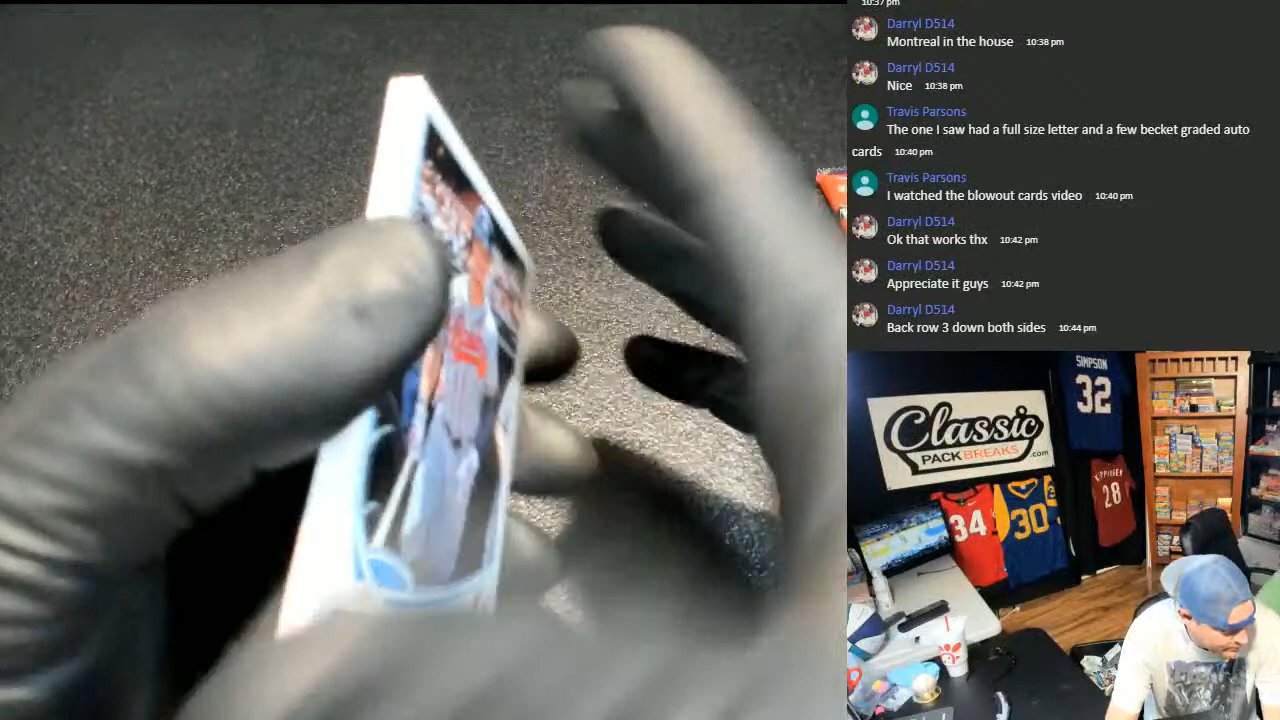 10:37 pm
Darryl D514
Montreal in the house 10:38 pm
Darryl D514
Nice 10:38 pm
Travis Parsons
The one I saw had a full size letter and a few becket graded auto
cards 10:40 pm
Travis Parsons
I watched the blowout cards video 10:40 pm
Darryl D514
Ok that works thx 10:42 pm
Darryl D514
Appreciate it guys 10:42 pm
Darryl D514
Back row 3 down both sides 10:44 pm
SIMPSON
32
Classic
PACK BREAKS.com
34
30
28